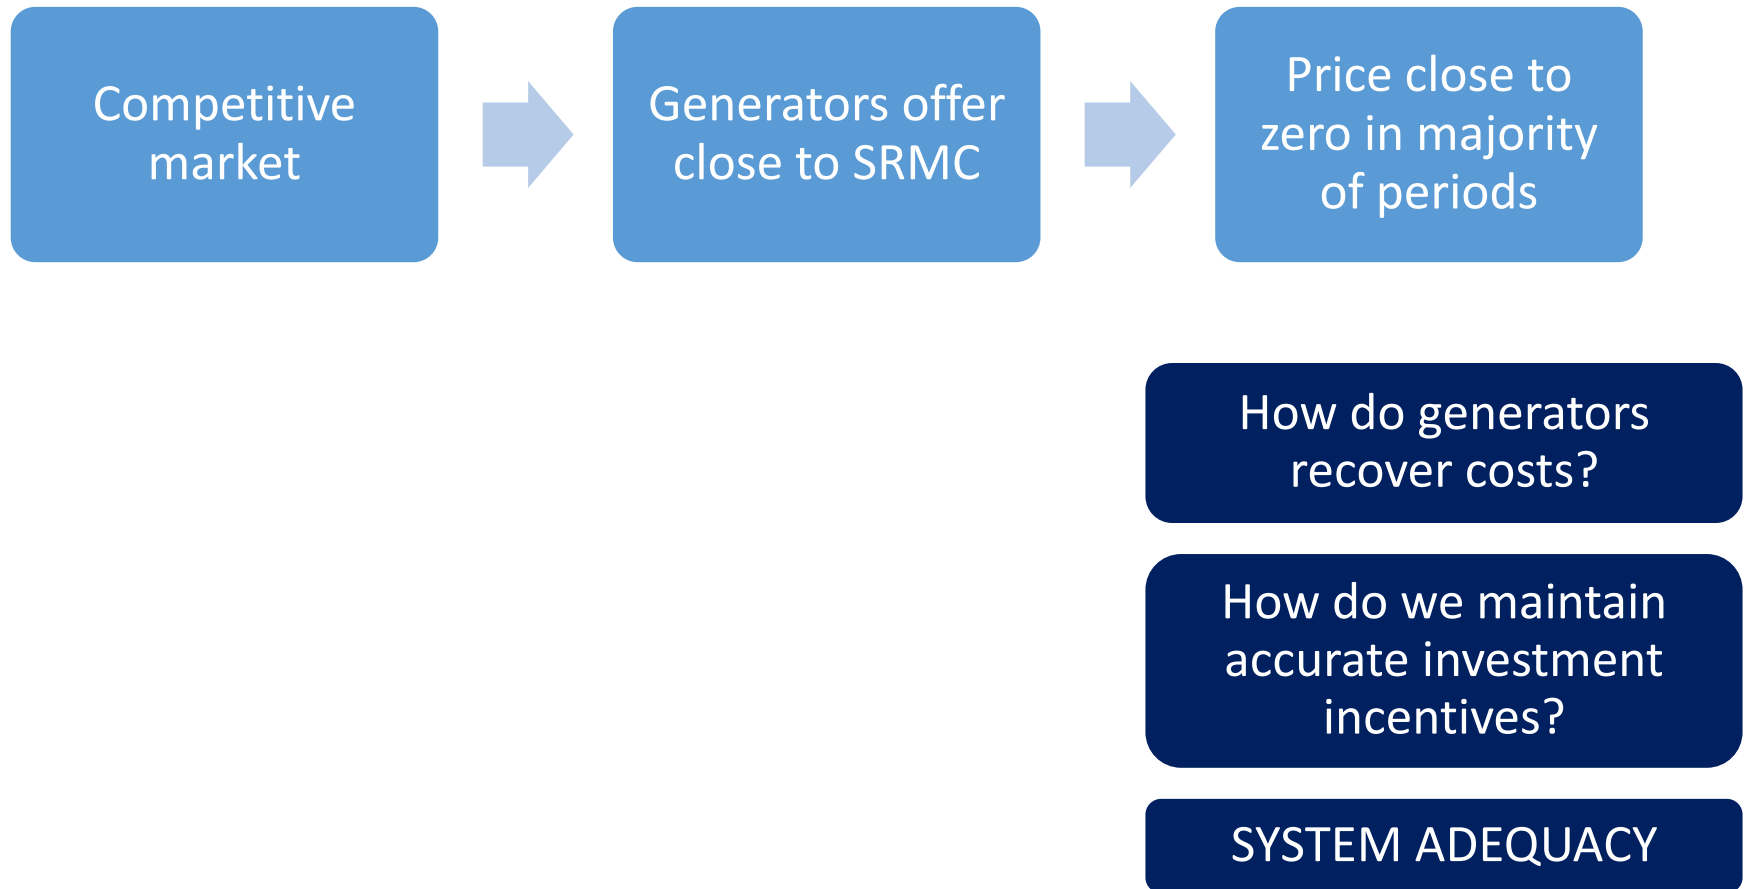 Competitive
market
Generators offer
close to SRMC
Price close to
zero in majority
of periods
How do generators
recover costs?
How do we maintain
accurate investment
incentives?
SYSTEM ADEQUACY